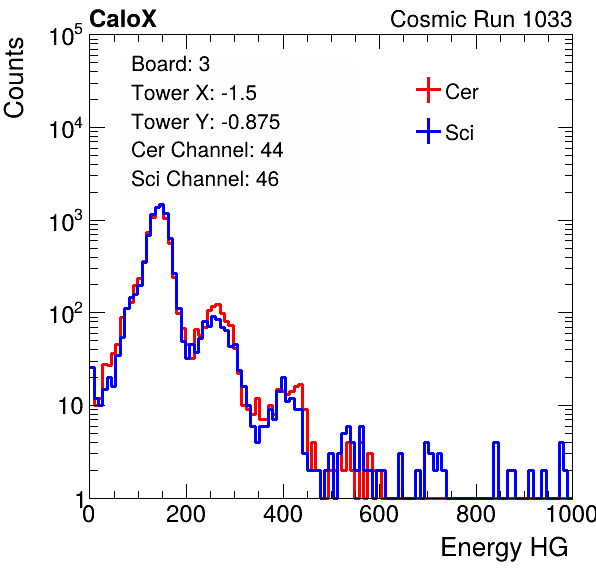 CaloX Cosmic Run 1033
Counts
10^5
10^4
10^3
10^2
10
1
Board: 3
Tower X: -1.5
Tower Y: -0.875
Cer Channel: 44
Sci Channel: 46
Cer
Sci
0 200 400 600 800 1000
Energy HG